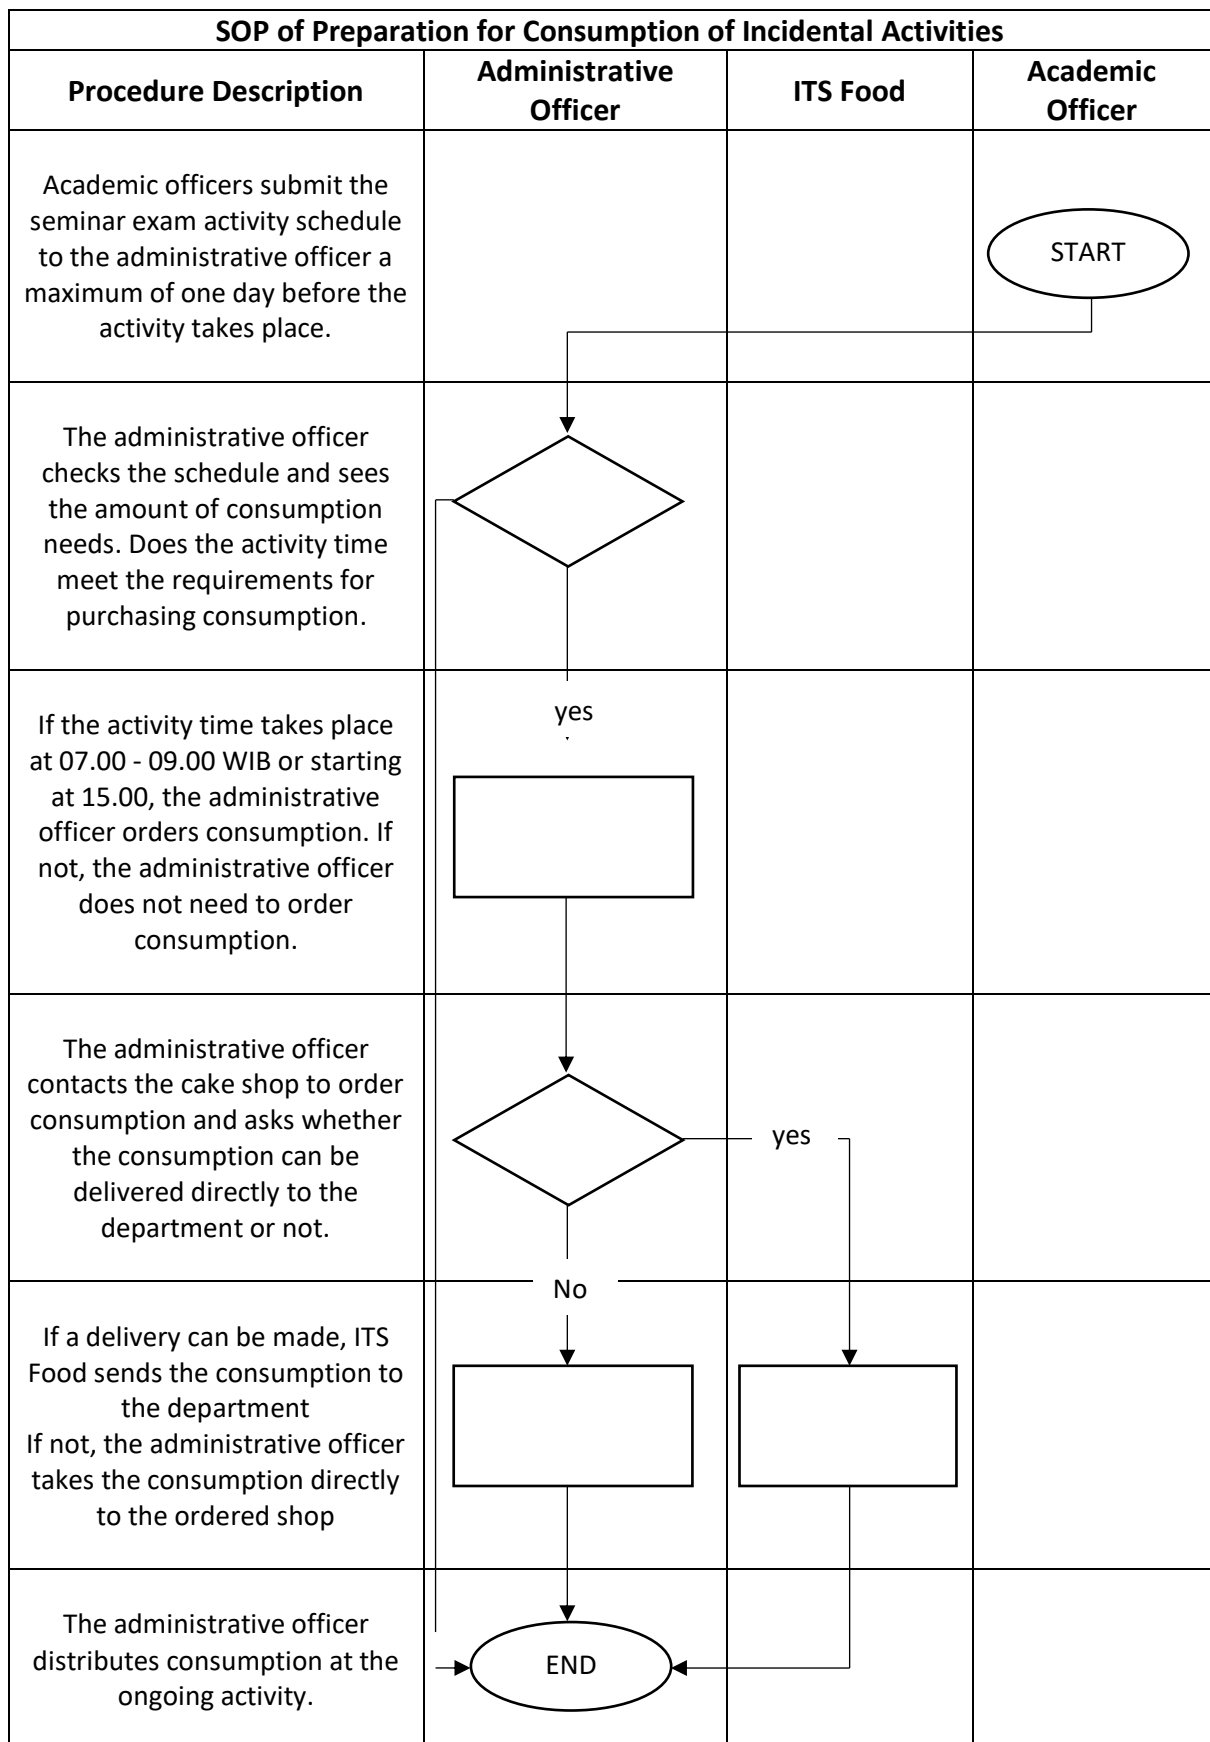 SOP of Preparation for Consumption of Incidental Activities
Procedure Description
Administrative
Officer
ITS Food
Academic
Officer
Academic officers submit the
seminar exam activity schedule
to the administrative officer a
maximum of one day before the
activity takes place.
START
The administrative officer
checks the schedule and sees
the amount of consumption
needs. Does the activity time
meet the requirements for
purchasing consumption.
If the activity time takes place
at 07.00 - 09.00 WIB or starting
at 15.00, the administrative
officer orders consumption. If
not, the administrative officer
does not need to order
consumption.
yes
The administrative officer
contacts the cake shop to order
consumption and asks whether
the consumption can be
delivered directly to the
department or not.
yes
No
If a delivery can be made, ITS
Food sends the consumption to
the department
If not, the administrative officer
takes the consumption directly
to the ordered shop
The administrative officer
distributes consumption at the
ongoing activity.
END